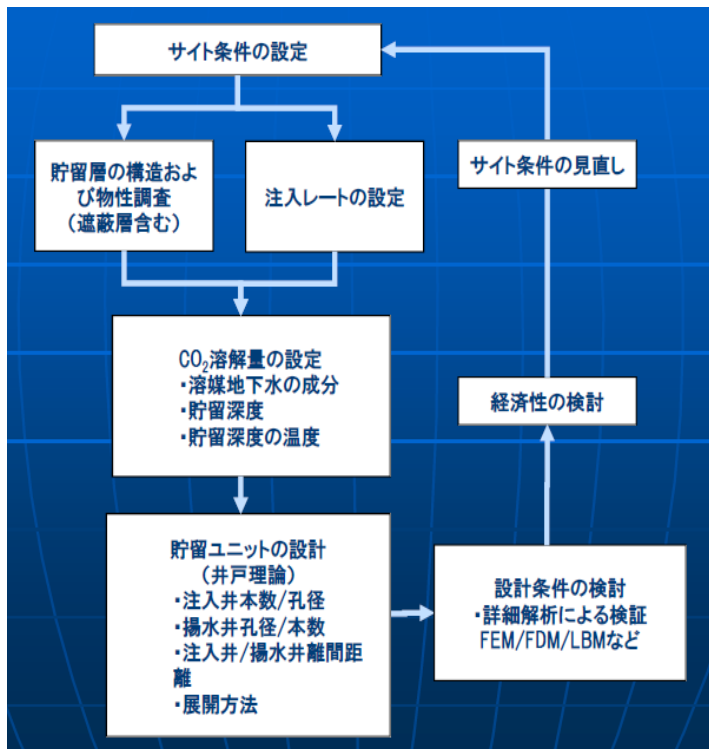 サイト条件の設定
貯留層の構造およ
び物性調査
（遮蔽層含む）
注入レートの設定
サイト条件の見直し
CO₂溶解量の設定
・溶媒地下水の成分
・貯留深度
・貯留深度の温度
経済性の検討
貯留ユニットの設計
（井戸理論）
・注入井本数/孔径
・揚水井孔径/本数
・注入井/揚水井離間距
離
・展開方法
設計条件の検討
・詳細解析による検証
FEM/FDM/LBMなど